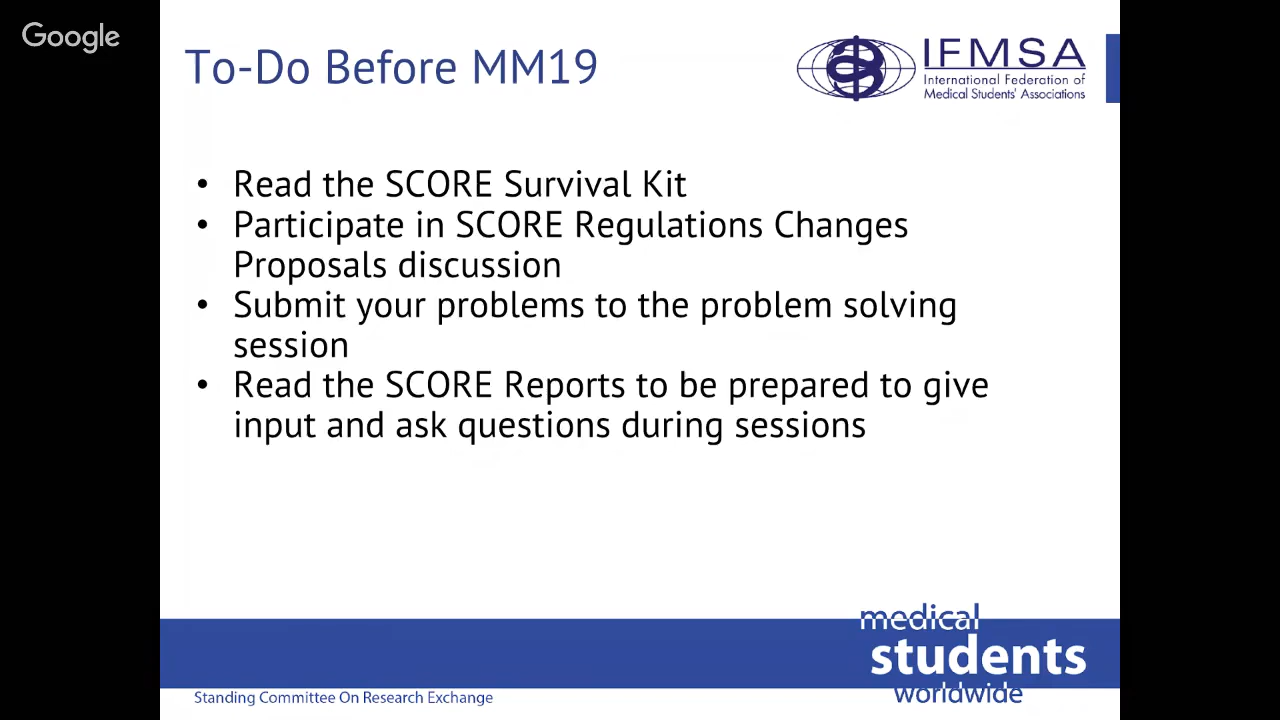 Google
To-Do Before MM19
IFMSA
International Federation of
Medical Students' Associations
• Read the SCORE Survival Kit
• Participate in SCORE Regulations Changes
Proposals discussion
• Submit your problems to the problem solving
session
• Read the SCORE Reports to be prepared to give
input and ask questions during sessions
medical
students
worldwide
Standing Committee On Research Exchange